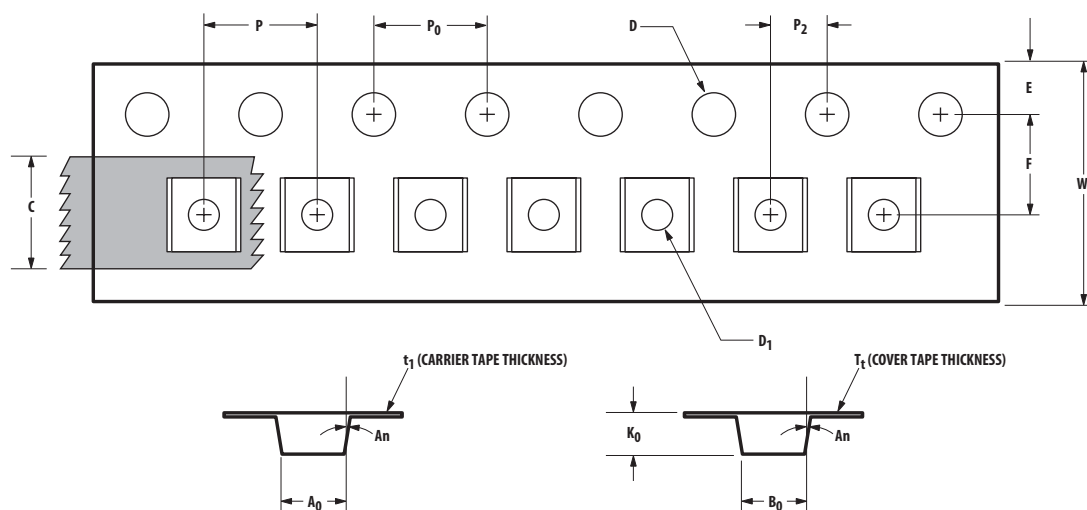 P
P0
D
P2
E
C
F
W
D1
t1 (CARRIER TAPE THICKNESS)
Tt (COVER TAPE THICKNESS)
An
K0
An
A0
B0